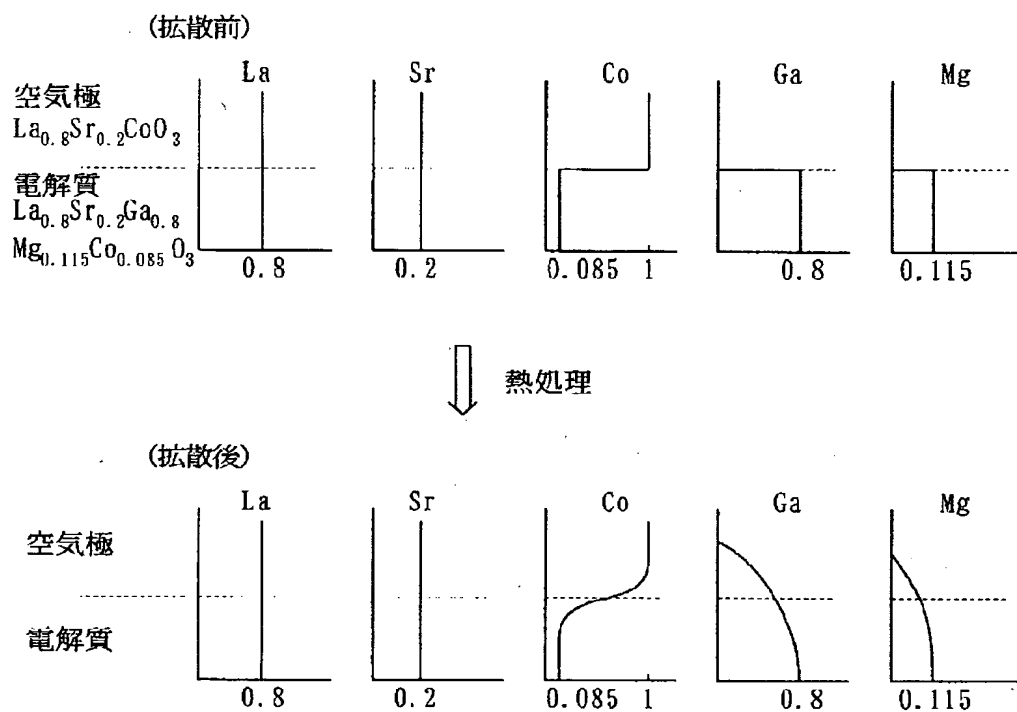 (拡散前)
La Sr Co Ga Mg
空気極
La0.8Sr0.2CoO3
電解質
La0.8Sr0.2Ga0.8
Mg0.115Co0.085O3
0.8 0.2 0.085 1 0.8 0.115
熱処理
(拡散後)
La Sr Co Ga Mg
空気極
電解質
0.8 0.2 0.085 1 0.8 0.115